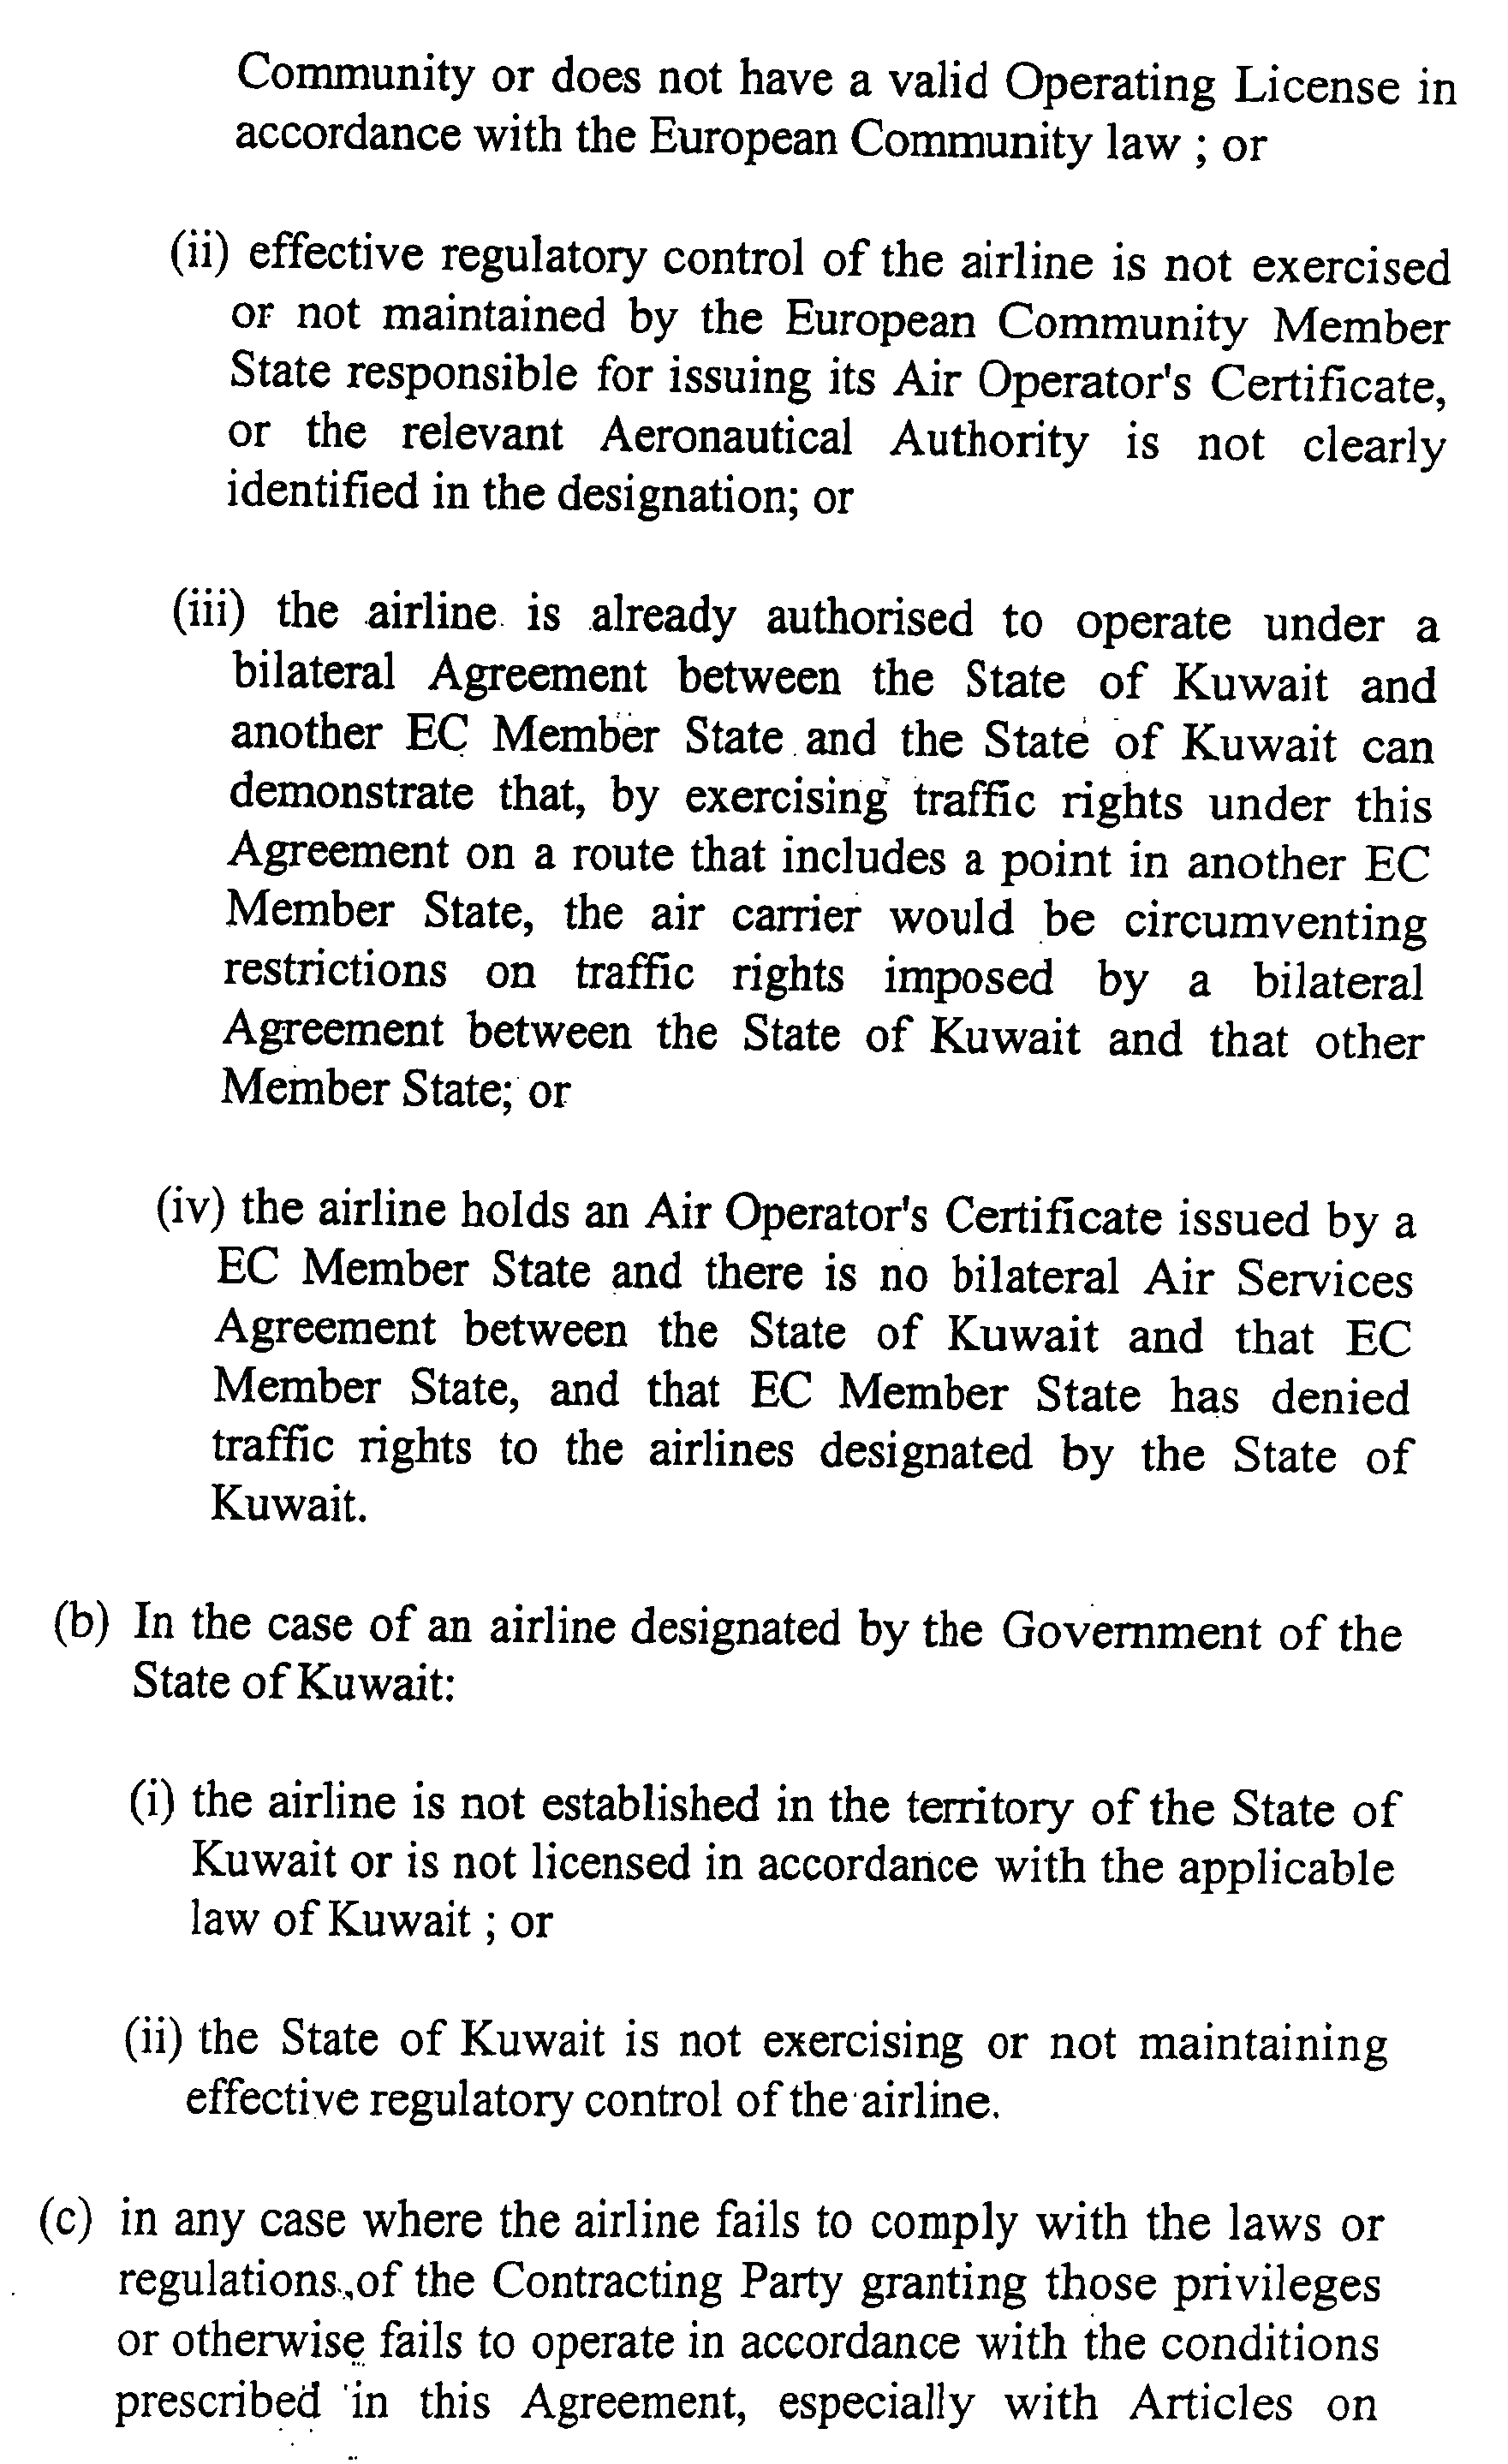 Community or does not have a valid Operating License in
accordance with the European Community law ; or
(ii) effective regulatory control of the airline is not exercised
or not maintained by the European Community Member
State responsible for issuing its Air Operator's Certificate,
or the relevant Aeronautical Authority is not clearly
identified in the designation; or
(iii) the airline is already authorised to operate under a
bilateral Agreement between the State of Kuwait and
another EC Member State and the State of Kuwait can
demonstrate that, by exercising traffic rights under this
Agreement on a route that includes a point in another EC
Member State, the air carrier would be circumventing
restrictions on traffic rights imposed by a bilateral
Agreement between the State of Kuwait and that other
Member State; or
(iv) the airline holds an Air Operator's Certificate issued by a
EC Member State and there is no bilateral Air Services
Agreement between the State of Kuwait and that EC
Member State, and that EC Member State has denied
traffic rights to the airlines designated by the State of
Kuwait.
(b) In the case of an airline designated by the Government of the
State of Kuwait:
(i) the airline is not established in the territory of the State of
Kuwait or is not licensed in accordance with the applicable
law of Kuwait ; or
(ii) the State of Kuwait is not exercising or not maintaining
effective regulatory control of the airline.
(c) in any case where the airline fails to comply with the laws or
regulations of the Contracting Party granting those privileges
or otherwise fails to operate in accordance with the conditions
prescribed in this Agreement, especially with Articles on